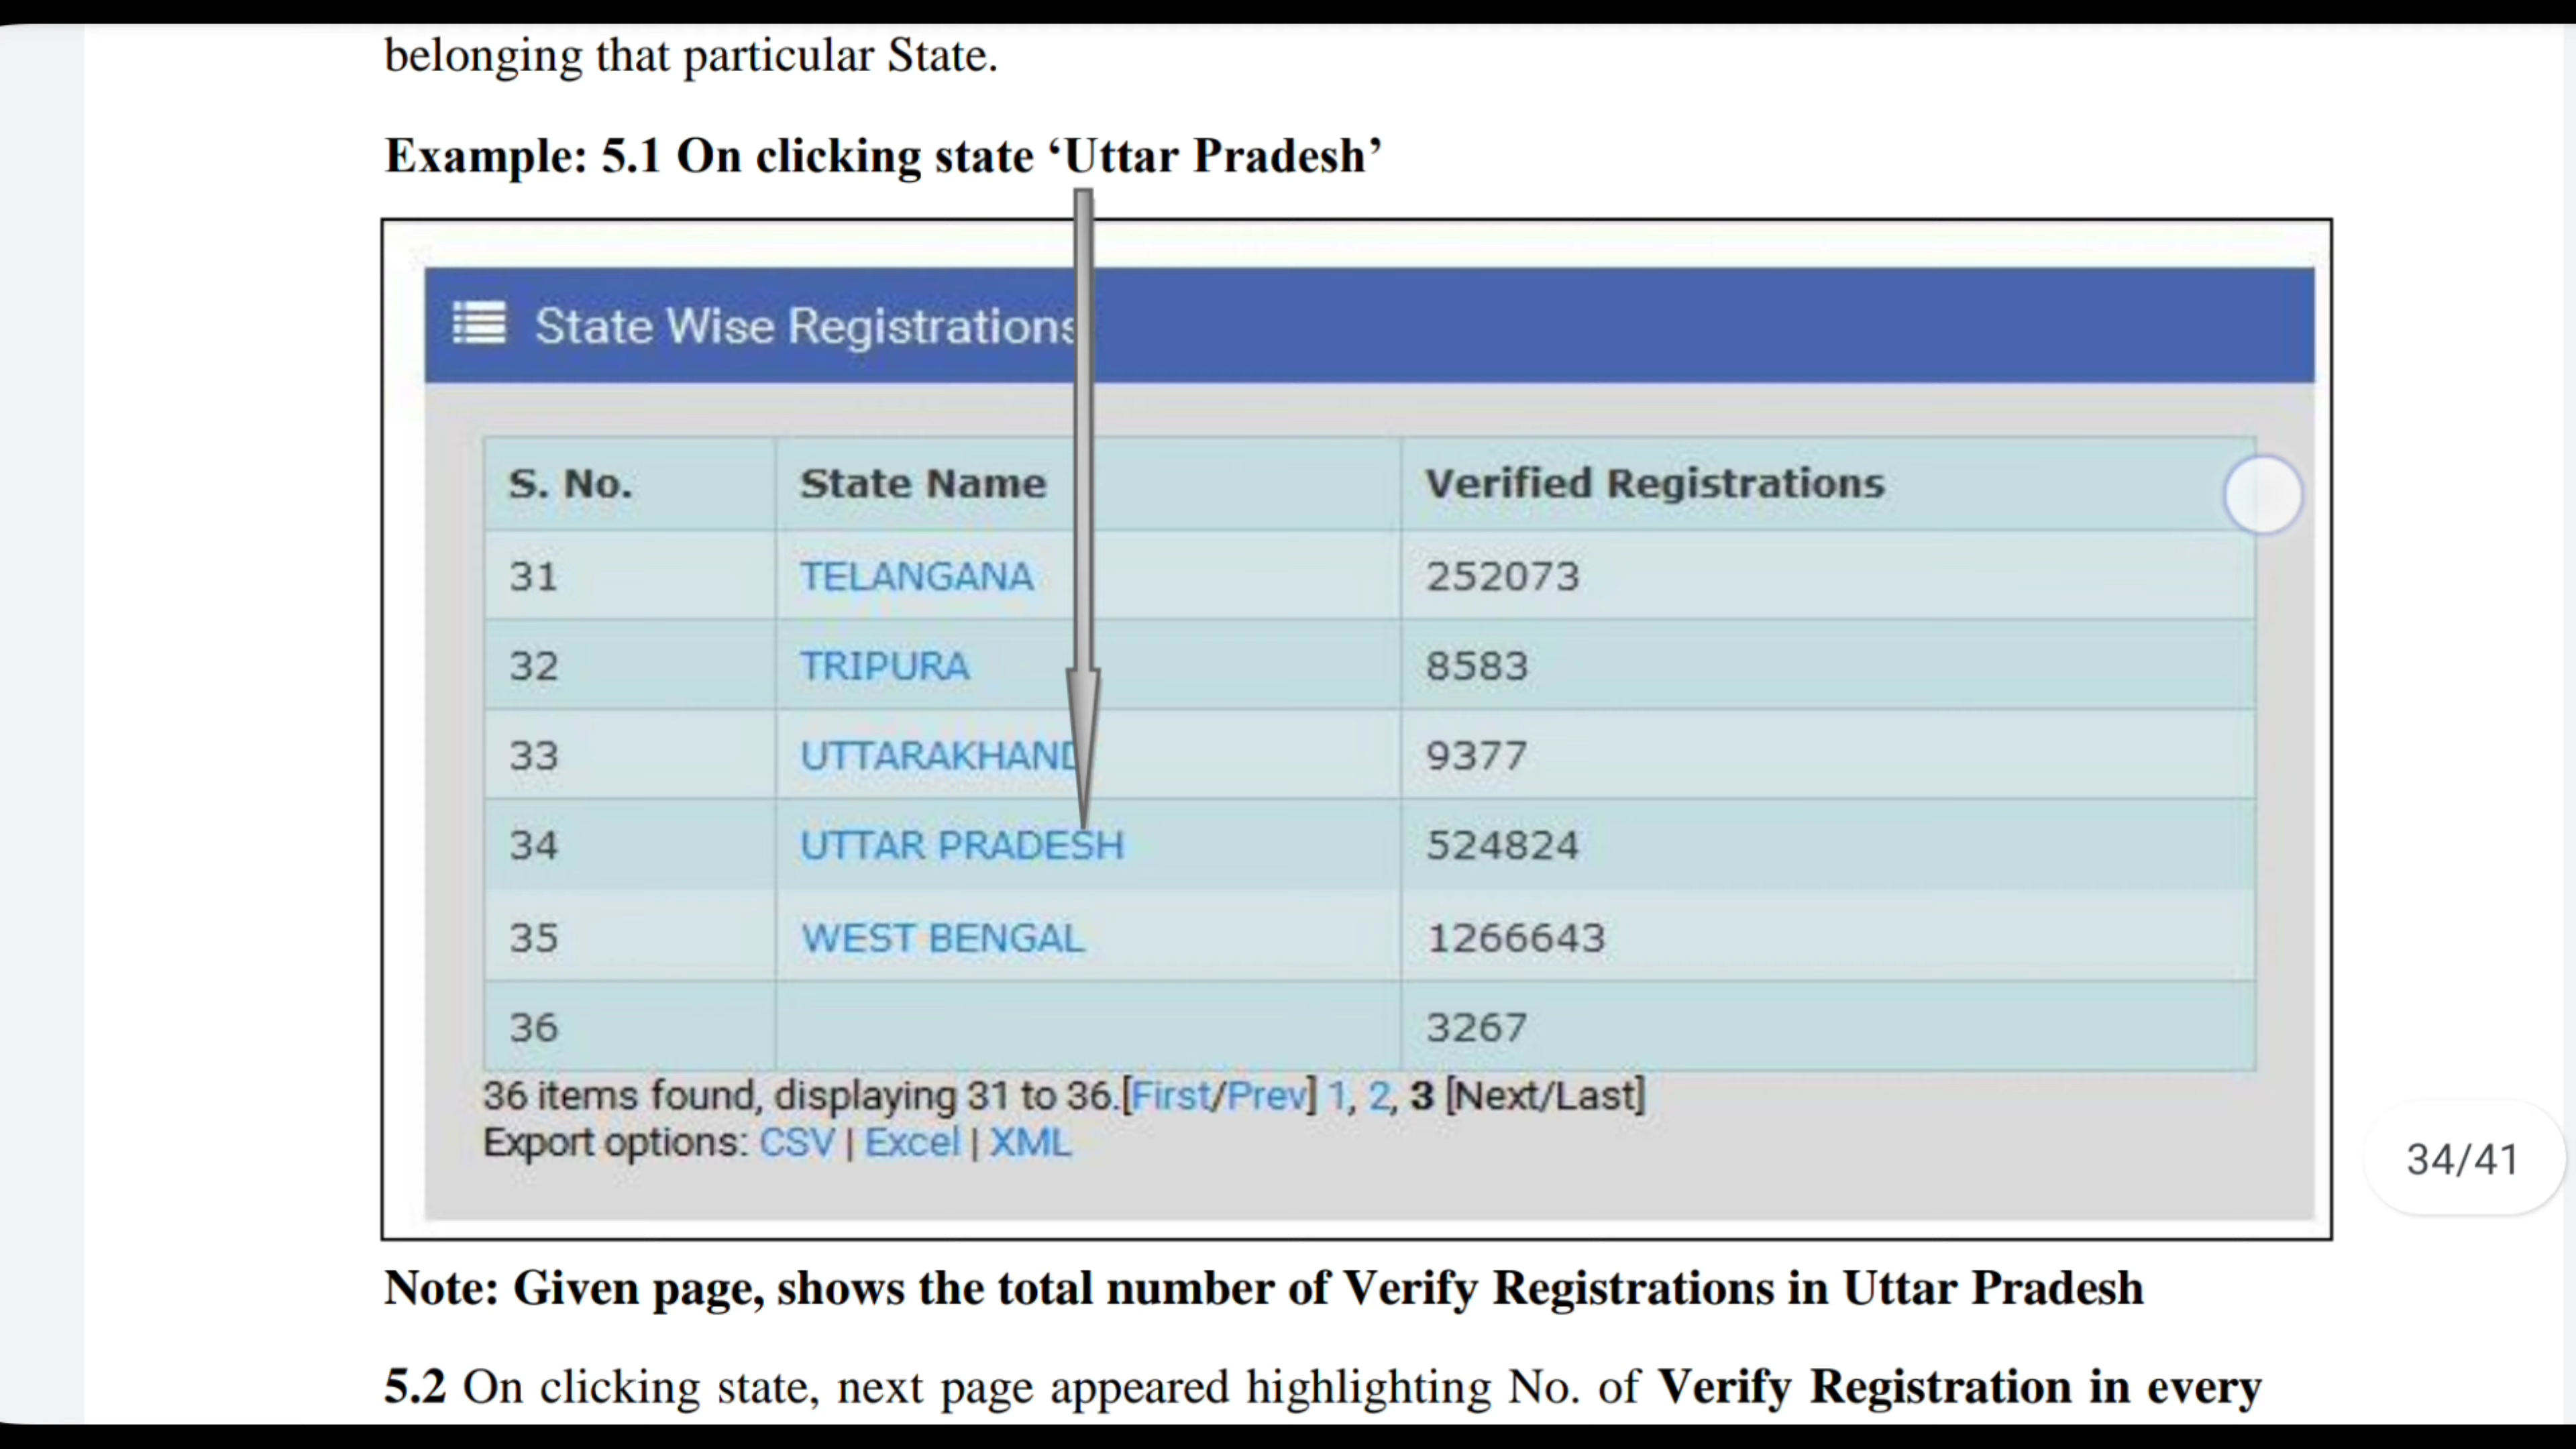 belonging that particular State.
Example: 5.1 On clicking state ‘Uttar Pradesh’
State Wise Registrations
S. No. State Name Verified Registrations
31 TELANGANA 252073
32 TRIPURA 8583
33 UTTARAKHAND 9377
34 UTTAR PRADESH 524824
35 WEST BENGAL 1266643
36 3267
36 items found, displaying 31 to 36.[First/Prev] 1, 2, 3 [Next/Last]
Export options: CSV | Excel | XML
34/41
Note: Given page, shows the total number of Verify Registrations in Uttar Pradesh
5.2 On clicking state, next page appeared highlighting No. of Verify Registration in every